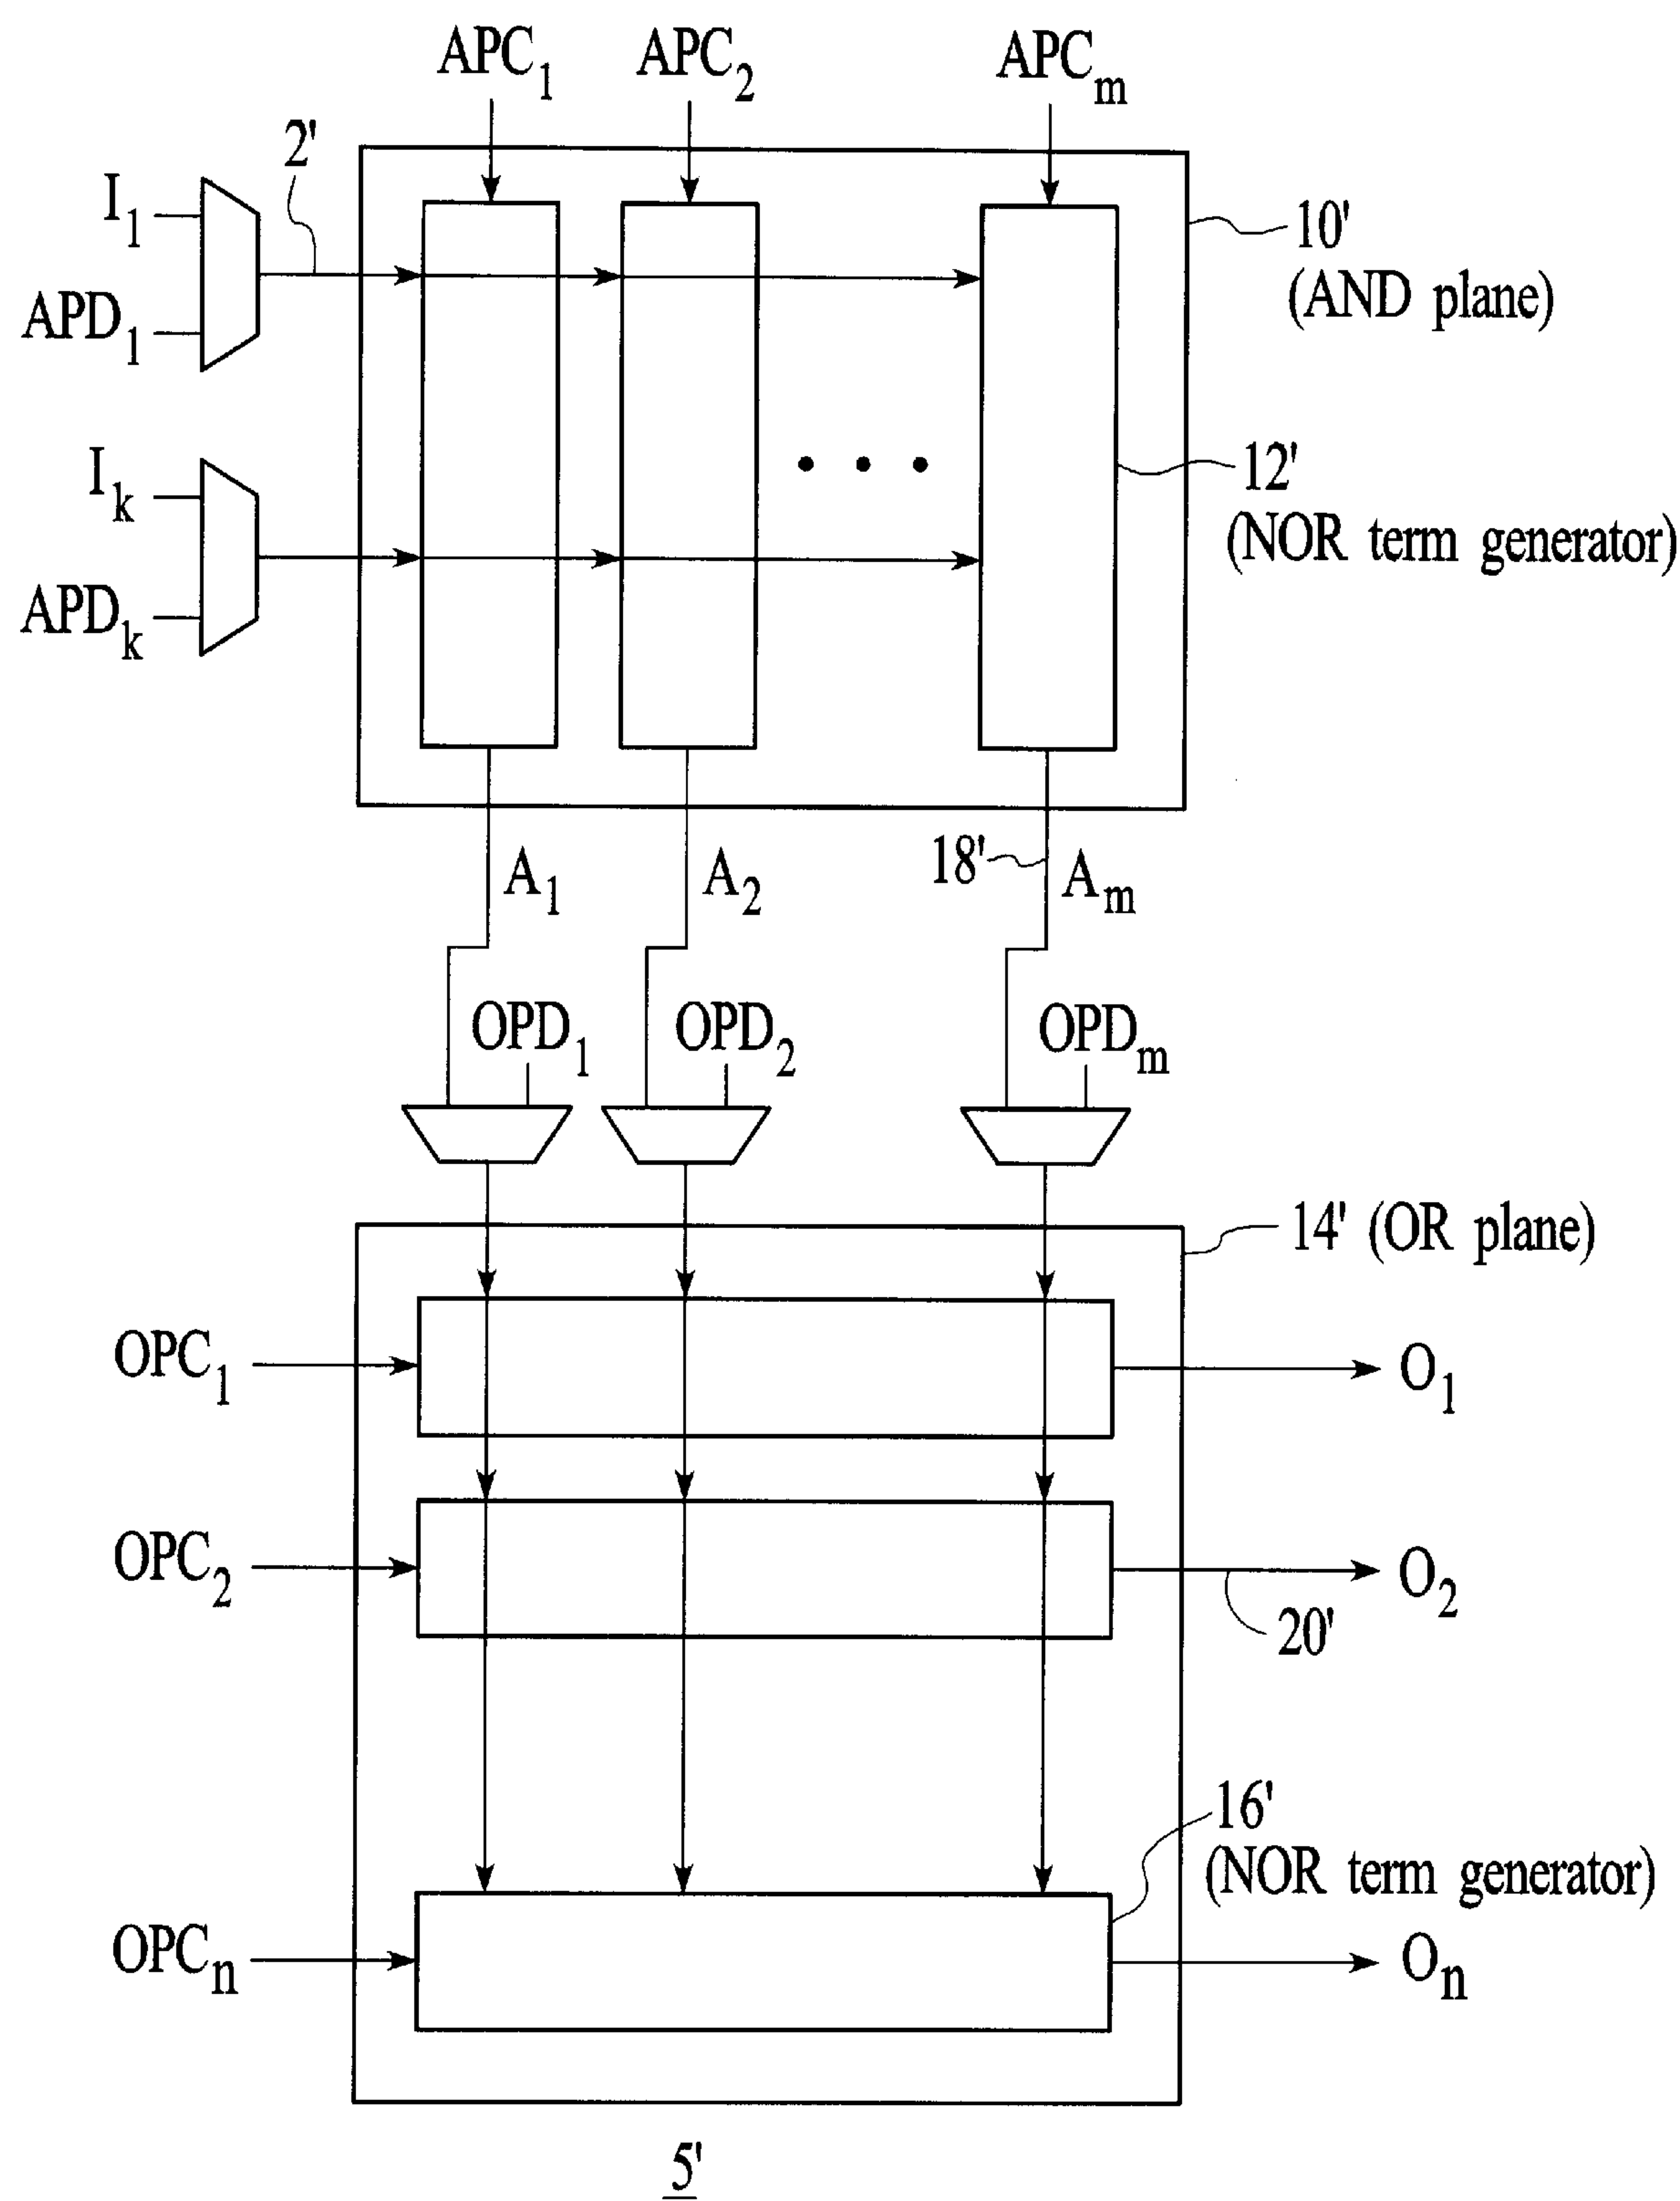 APC1 APC2 APCm
2'
I1
APD1
10'
(AND plane)
Ik
APDk
12'
(NOR term generator)
A1 A2 18' Am
OPD1 OPD2 OPDm
14' (OR plane)
OPC1 O1
OPC2 O2
20'
16'
(NOR term generator)
OPCn On
5'